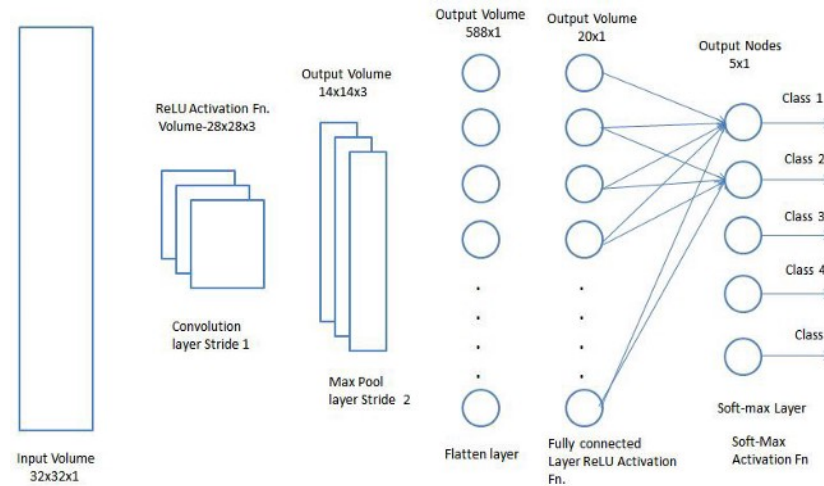 Output Volume
588x1
Output Volume
20x1
Output Nodes
5x1
Output Volume
14x14x3
ReLU Activation Fn.
Volume-28x28x3
Class 1
Class 2
Class 3
Class 4
Class
Convolution
layer Stride 1
Max Pool
layer Stride 2
Soft-max Layer
Flatten layer
Fully connected
Layer ReLU Activation
Fn.
Soft-Max
Activation Fn
Input Volume
32x32x1